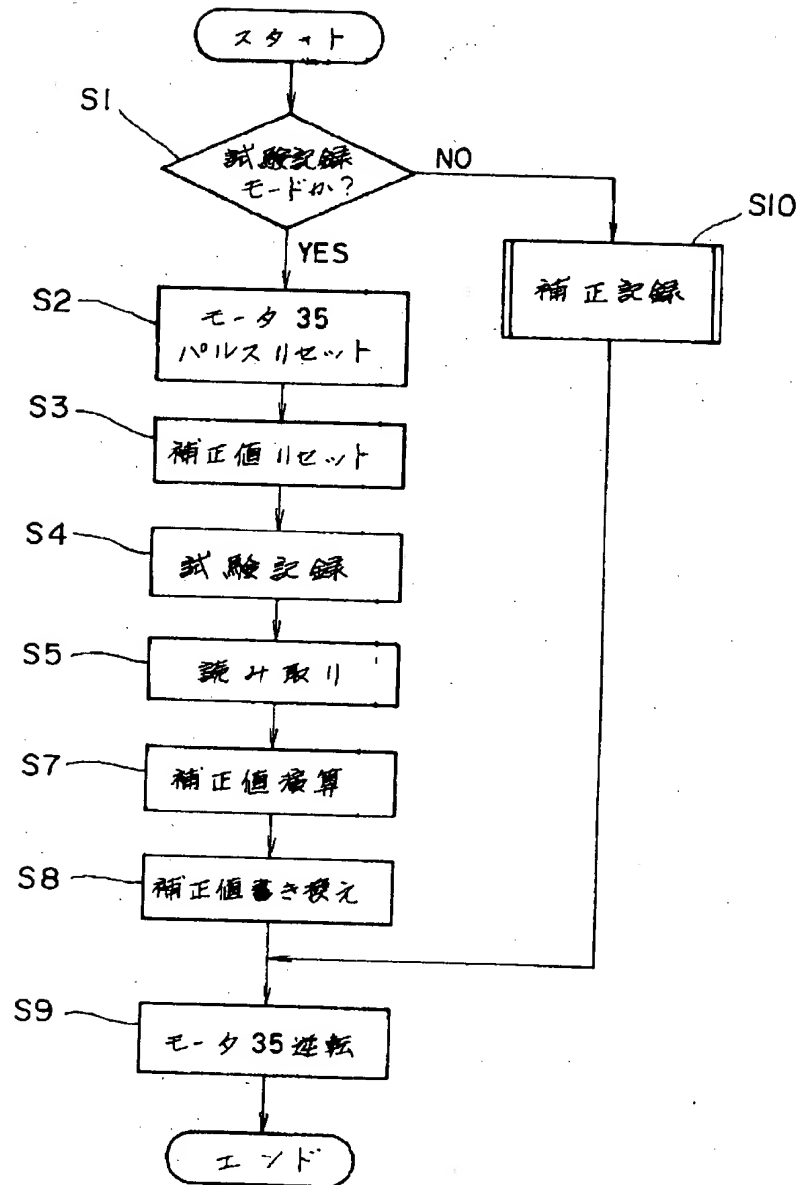 スタート
S1
試験記録
モードか?
NO
S10
YES
補正記録
S2
モータ 35
パルスリセット
S3
補正値リセット
S4
試験記録
S5
読み取り
S7
補正値演算
S8
補正値書き換え
S9
モータ 35 逆転
エンド